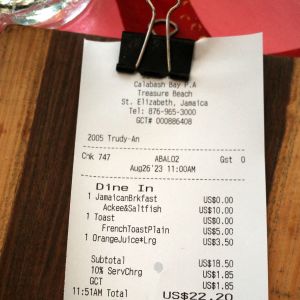 Calabash Bay P.A
Treasure Beach
St. Elizabeth, Jamaica
Tel: 876-965-3000
GCT# 000886408
2005 Trudy-An
Chk 747 ABALO2 Gst 0
Aug26'23 11:00AM
Dine In
1 JamaicanBrkfast US$0.00
Ackee&Saltfish US$10.00
1 Toast US$0.00
FrenchToastPlain US$5.00
1 OrangeJuice*Lrg US$3.50
Subtotal US$18.50
10% ServChrg US$1.85
US$1.85
11:51AM Total US$22.20